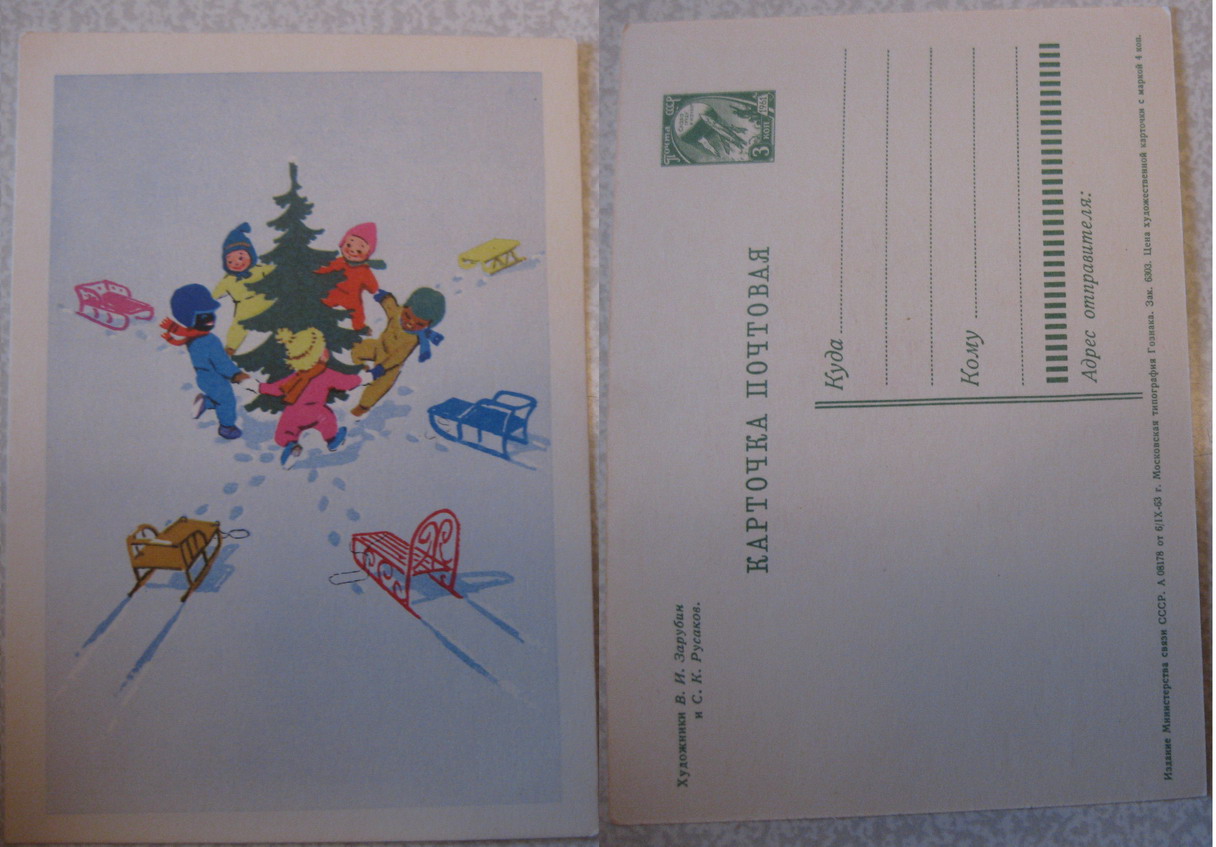 Почта СССР
1961
3 коп
КАРТОЧКА ПОЧТОВАЯ
Художники В. И. Зарубин
и С. К. Русаков.
Куда
Кому
Адрес отправителя:
Издание Министерства связи СССР. А 08178 от 6/IX-63 г. Московская типография Гознака. Зак. 6303. Цена художественной карточки с маркой 4 коп.